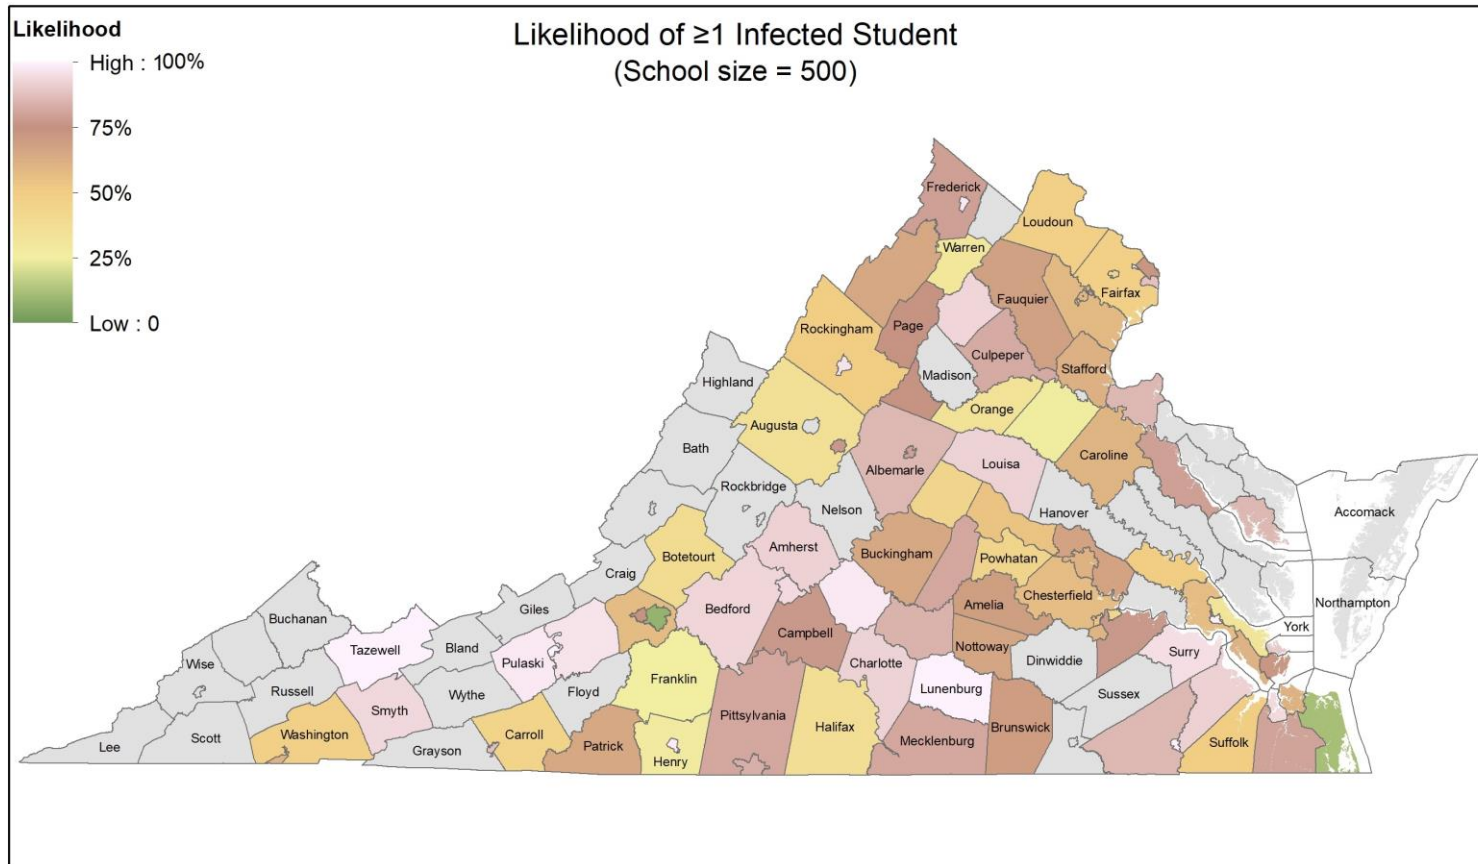 Likelihood
High : 100%
75%
50%
25%
Low : 0
Likelihood of ≥1 Infected Student
(School size = 500)
Frederick
Loudoun
Warren
Fairfax
Fauquier
Rockingham
Page
Culpeper
Stafford
Madison
Highland
Orange
Augusta
Bath
Caroline
Louisa
Albemarle
Rockbridge
Nelson
Hanover
Accomack
Amherst
Buckingham
Botetourt
Powhatan
Craig
Chesterfield
Giles
Bedford
Amelia
Northampton
Buchanan
York
Campbell
Bland
Tazewell
Nottoway
Surry
Pulaski
Charlotte
Dinwiddie
Wise
Franklin
Lunenburg
Russell
Wythe
Floyd
Sussex
Smyth
Pittsylvania
Halifax
Brunswick
Washington
Carroll
Scott
Patrick
Mecklenburg
Suffolk
Lee
Grayson
Henry